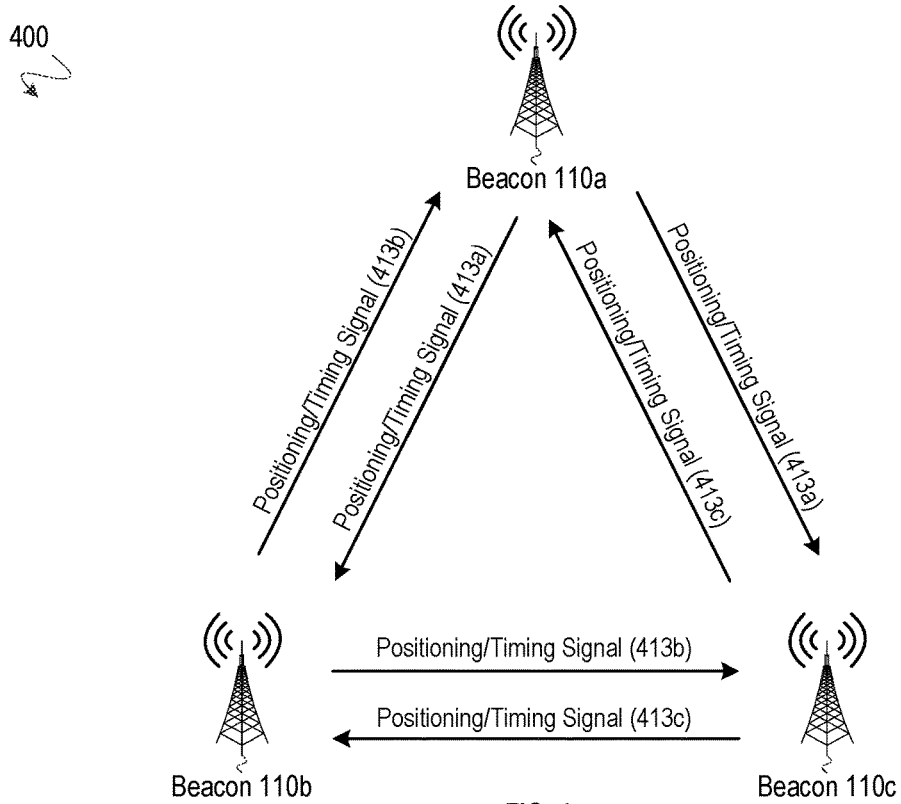 400
Beacon 110a
Positioning/Timing Signal (413b)
Positioning/Timing Signal (413a)
Positioning/Timing Signal (413c)
Positioning/Timing Signal (413a)
Positioning/Timing Signal (413b)
Positioning/Timing Signal (413c)
Beacon 110b
Beacon 110c